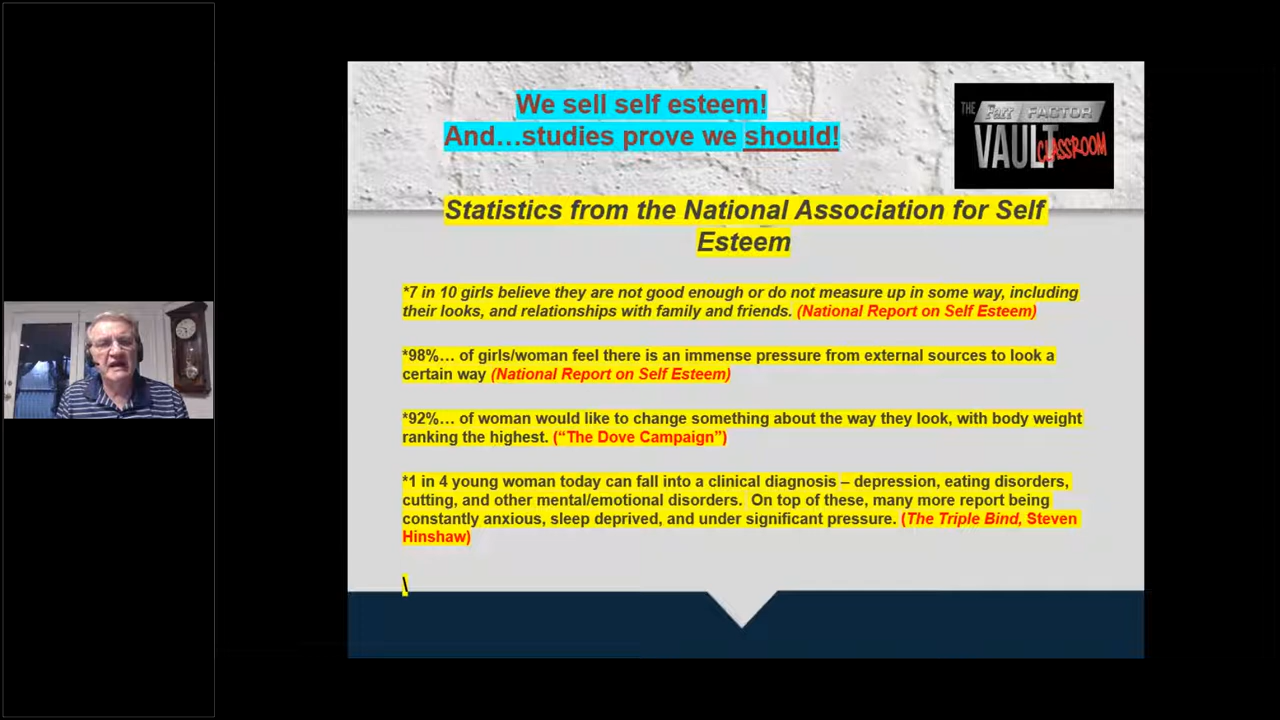 We sell self esteem!
And…studies prove we should!
THE Parr FACTOR
VAULT CLASSROOM
Statistics from the National Association for Self
Esteem
*7 in 10 girls believe they are not good enough or do not measure up in some way, including
their looks, and relationships with family and friends. (National Report on Self Esteem)
*98%… of girls/woman feel there is an immense pressure from external sources to look a
certain way (National Report on Self Esteem)
*92%… of woman would like to change something about the way they look, with body weight
ranking the highest. (“The Dove Campaign”)
*1 in 4 young woman today can fall into a clinical diagnosis – depression, eating disorders,
cutting, and other mental/emotional disorders.  On top of these, many more report being
constantly anxious, sleep deprived, and under significant pressure. (The Triple Bind, Steven
Hinshaw)
\